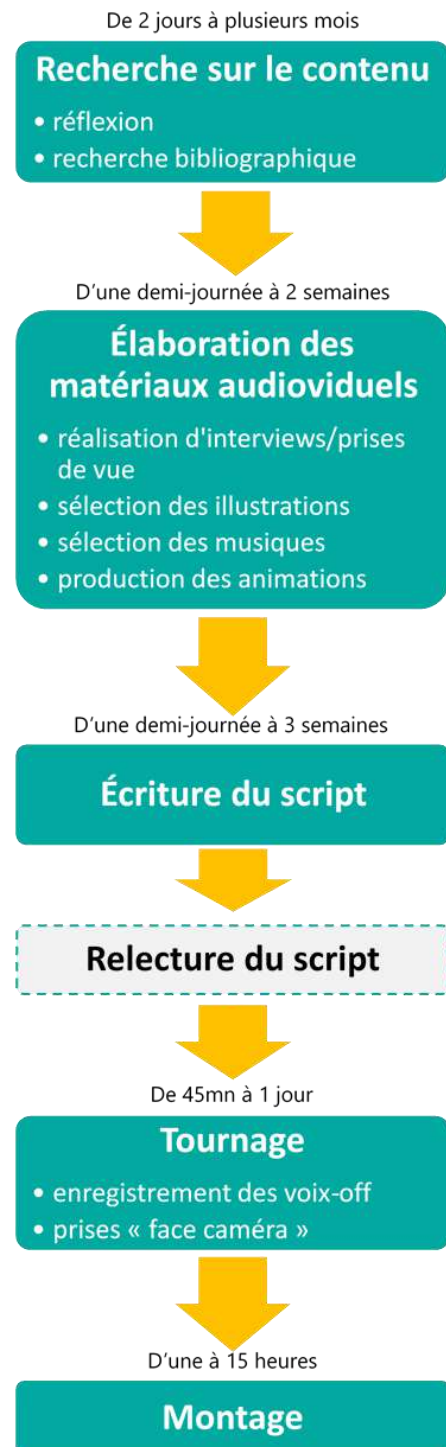 De 2 jours à plusieurs mois
Recherche sur le contenu
• réflexion
• recherche bibliographique
D'une demi-journée à 2 semaines
Élaboration des
matériaux audioviduels
• réalisation d'interviews/prises
de vue
• sélection des illustrations
• sélection des musiques
• production des animations
D'une demi-journée à 3 semaines
Écriture du script
Relecture du script
De 45mn à 1 jour
Tournage
• enregistrement des voix-off
• prises « face caméra »
D'une à 15 heures
Montage